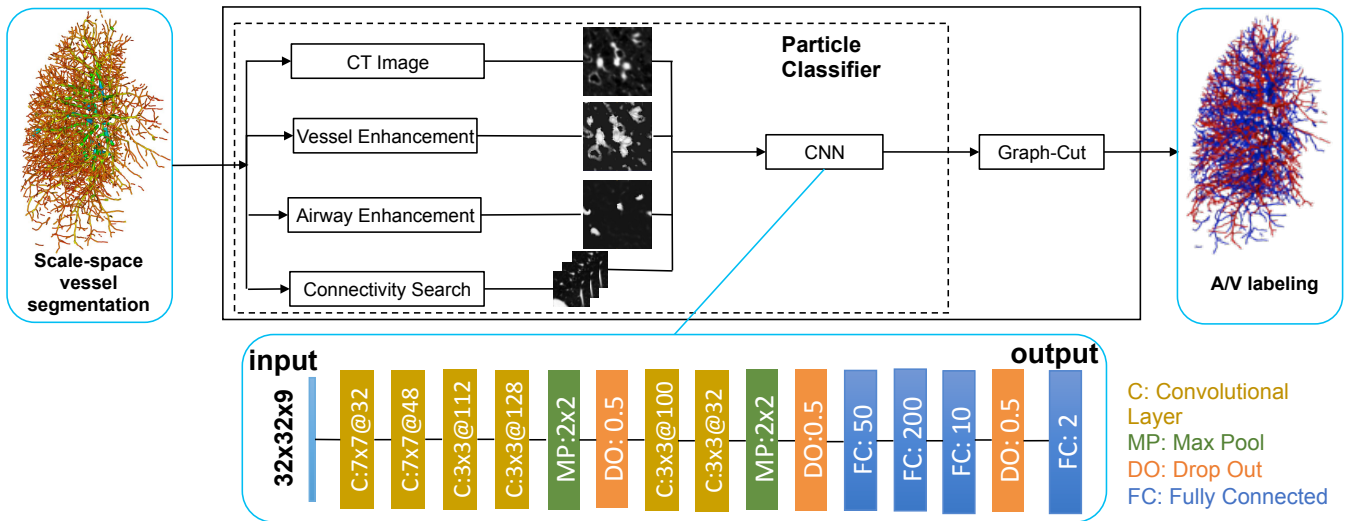 Scale-space
vessel
segmentation
CT Image
Vessel Enhancement
Airway Enhancement
Connectivity Search
Particle
Classifier
CNN
Graph-Cut
A/V labeling
input
output
32x32x9
C:7x7@32
C:7x7@48
C:3x3@112
C:3x3@128
MP:2x2
DO: 0.5
C:3x3@100
C:3x3@32
MP:2x2
DO:0.5
FC: 50
FC: 200
FC: 10
DO: 0.5
FC: 2
C: Convolutional
Layer
MP: Max Pool
DO: Drop Out
FC: Fully Connected